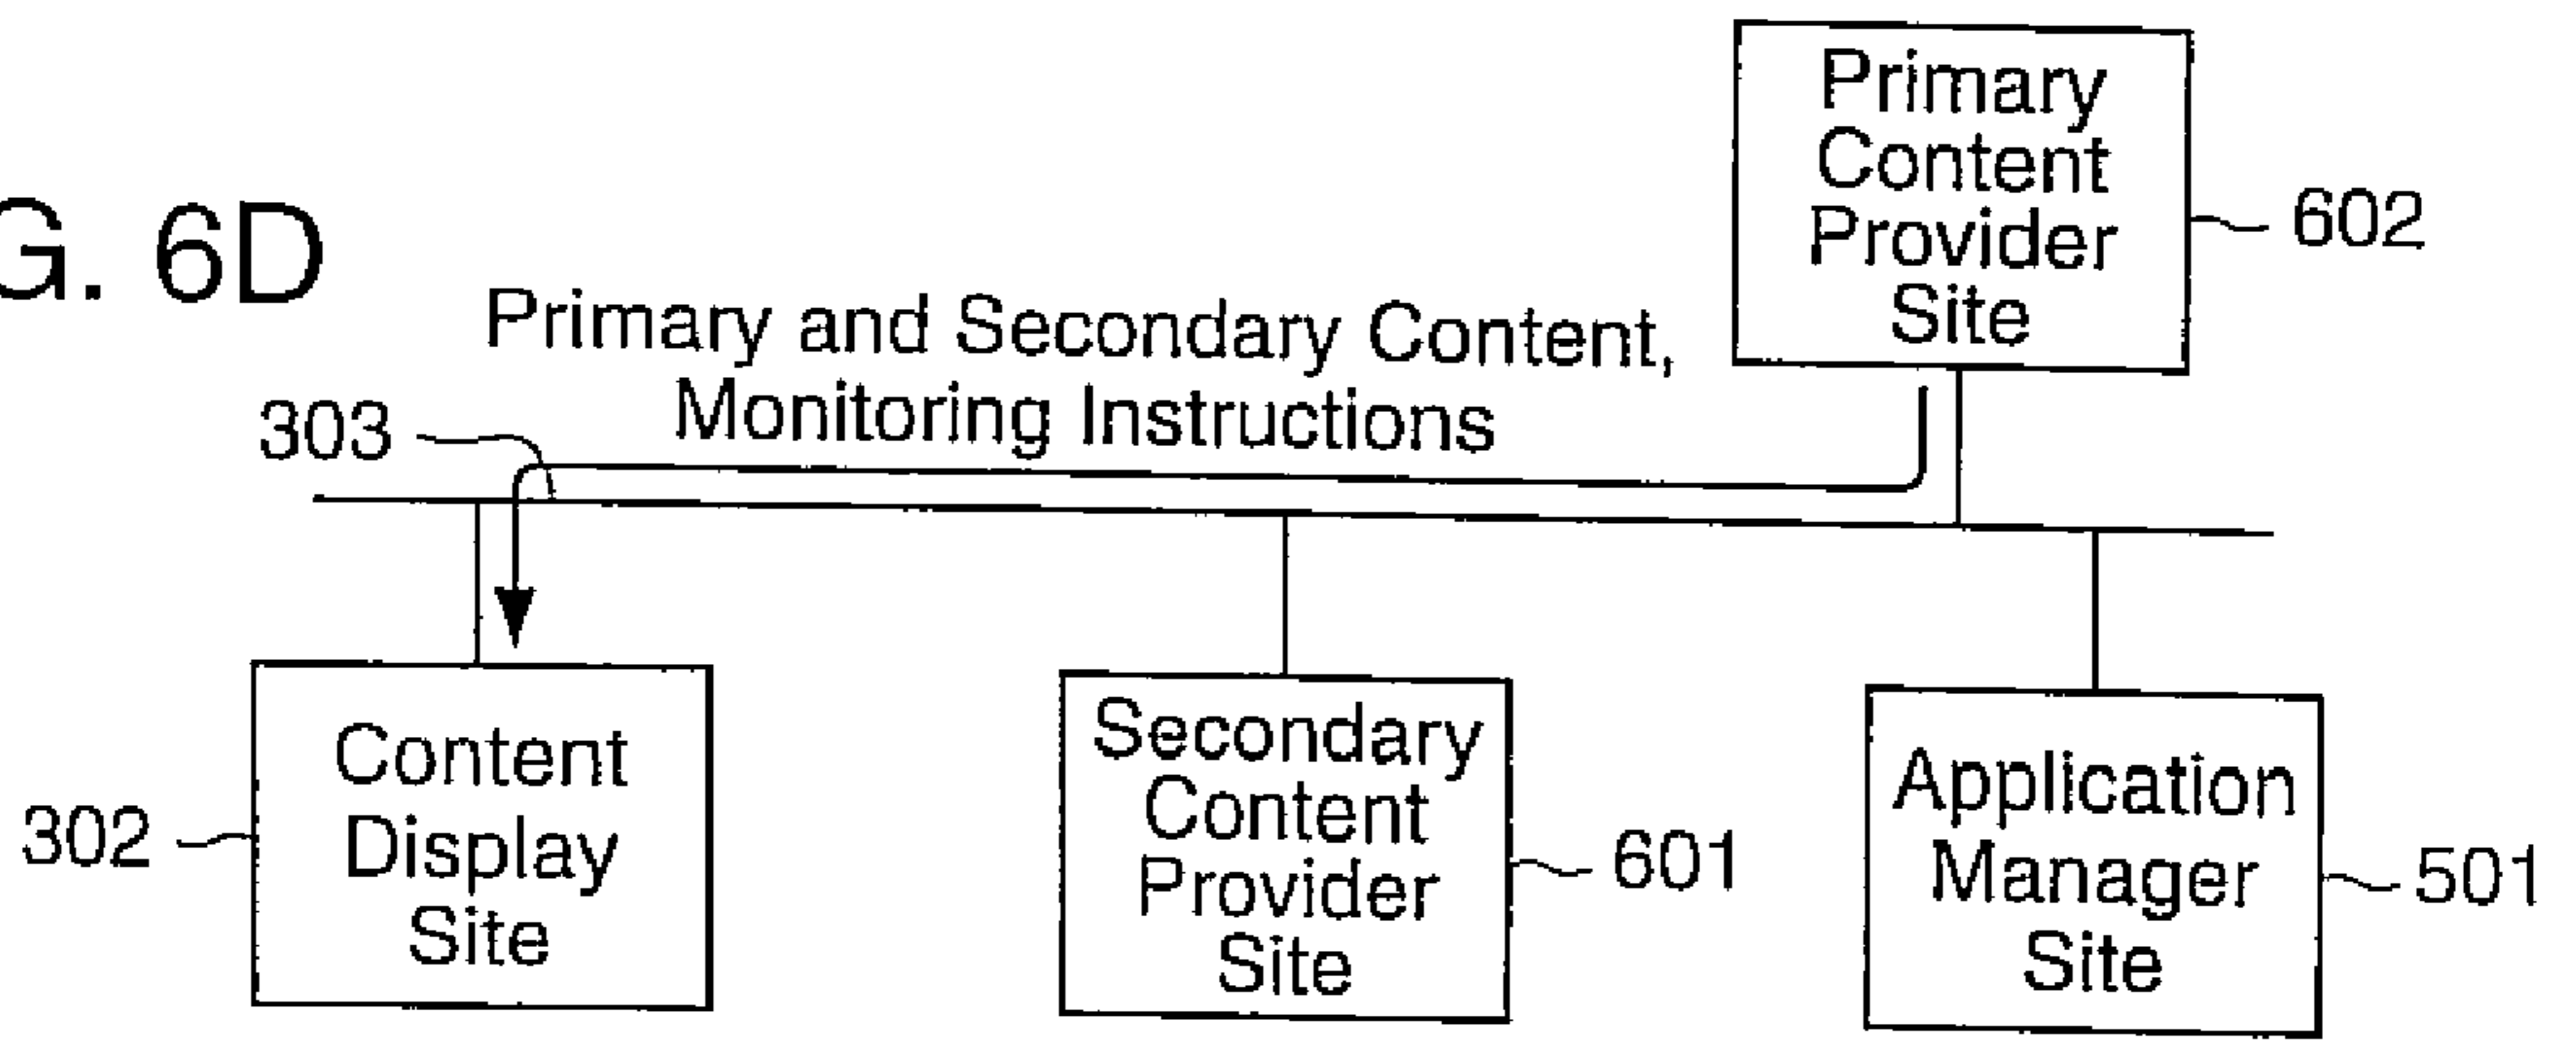 G. 6D
Primary
Content
Provider
Site
602
Primary and Secondary Content,
Monitoring Instructions
303
Content
Display
Site
302
Secondary
Content
Provider
Site
601
Application
Manager
Site
501